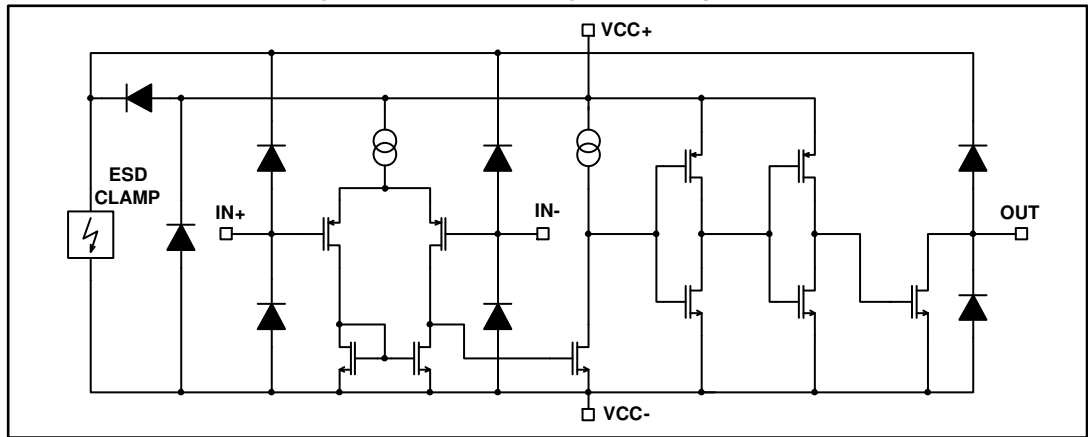 VCC+
ESD
CLAMP
IN+
IN-
OUT
VCC-